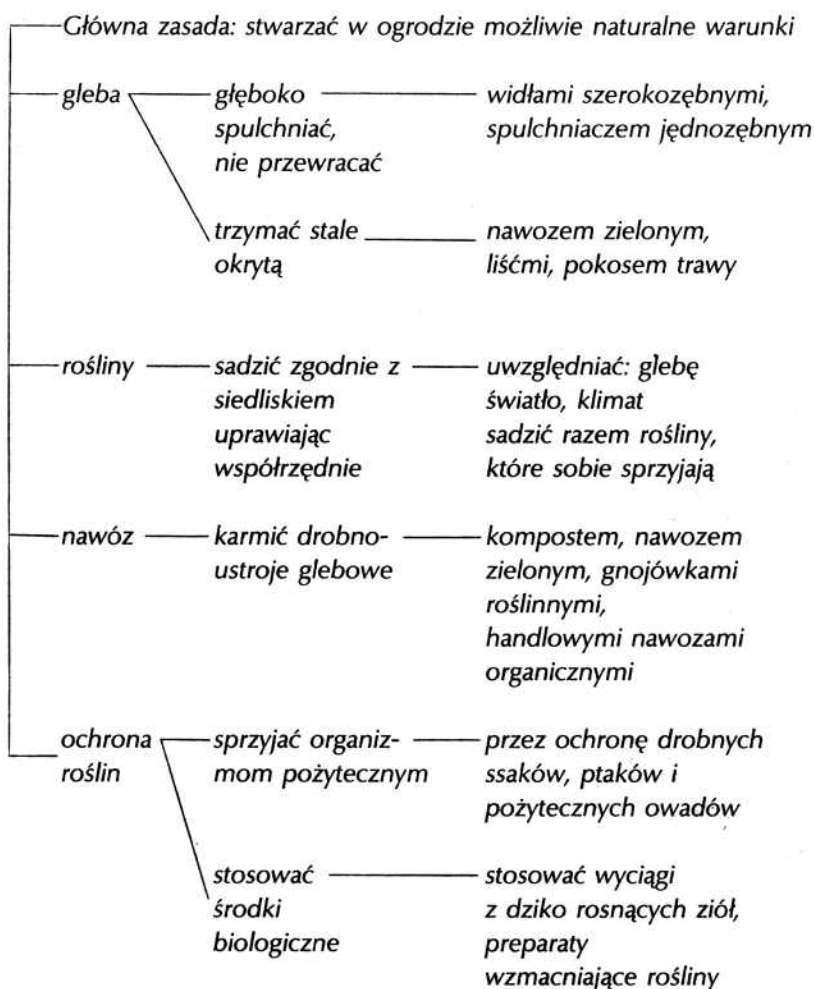 Główna zasada: stwarzać w ogrodzie możliwie naturalne warunki
gleba
głęboko
spulchniać,
nie przewracać
widłami szerokozębnymi,
spulchniaczem jędnozębnym
trzymać stale
okrytą
nawozem zielonym,
liśćmi, pokosem trawy
rośliny
sadzić zgodnie z
siedliskiem
uprawiając
współrzędnie
uwzględniać: glebę
światło, klimat
sadzić razem rośliny,
które sobie sprzyjają
nawóz
karmić drobno-
ustroje glebowe
kompostem, nawozem
zielonym, gnojówkami
roślinnymi,
handlowymi nawozami
organicznymi
ochrona
roślin
sprzyjać organiz-
mom pożytecznym
przez ochronę drobnych
ssaków, ptaków i
pożytecznych owadów
stosować
środki
biologiczne
stosować wyciągi
z dziko rosnących ziół,
preparaty
wzmacniające rośliny